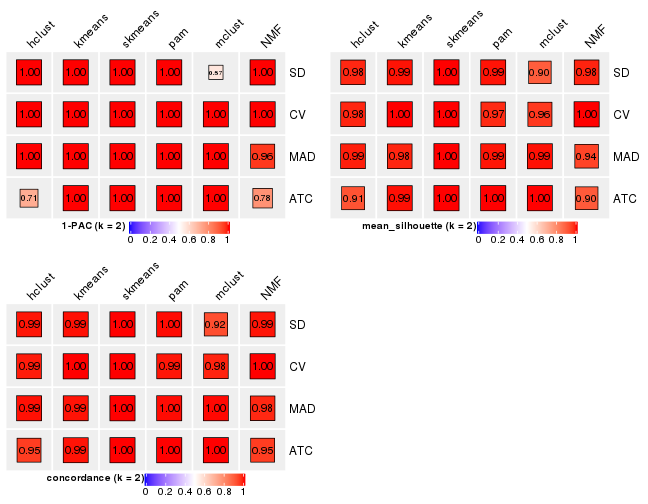 hclust kmeans skmeans pam mclust NMF
1.00 1.00 1.00 1.00 0.57 1.00 SD
1.00 1.00 1.00 1.00 1.00 1.00 CV
1.00 1.00 1.00 1.00 1.00 0.96 MAD
0.71 1.00 1.00 1.00 1.00 0.78 ATC
1-PAC (k = 2)
0 0.2 0.4 0.6 0.8 1
hclust kmeans skmeans pam mclust NMF
0.98 0.99 1.00 0.99 0.90 0.98 SD
0.98 1.00 1.00 0.97 0.96 1.00 CV
0.99 0.98 1.00 0.99 0.99 0.94 MAD
0.91 0.99 1.00 1.00 1.00 0.90 ATC
mean_silhouette (k = 2)
0 0.2 0.4 0.6 0.8 1
hclust kmeans skmeans pam mclust NMF
0.99 0.99 1.00 1.00 0.92 0.99 SD
0.99 1.00 1.00 0.99 0.98 1.00 CV
0.99 0.99 1.00 1.00 1.00 0.98 MAD
0.95 0.99 1.00 1.00 1.00 0.95 ATC
concordance (k = 2)
0 0.2 0.4 0.6 0.8 1